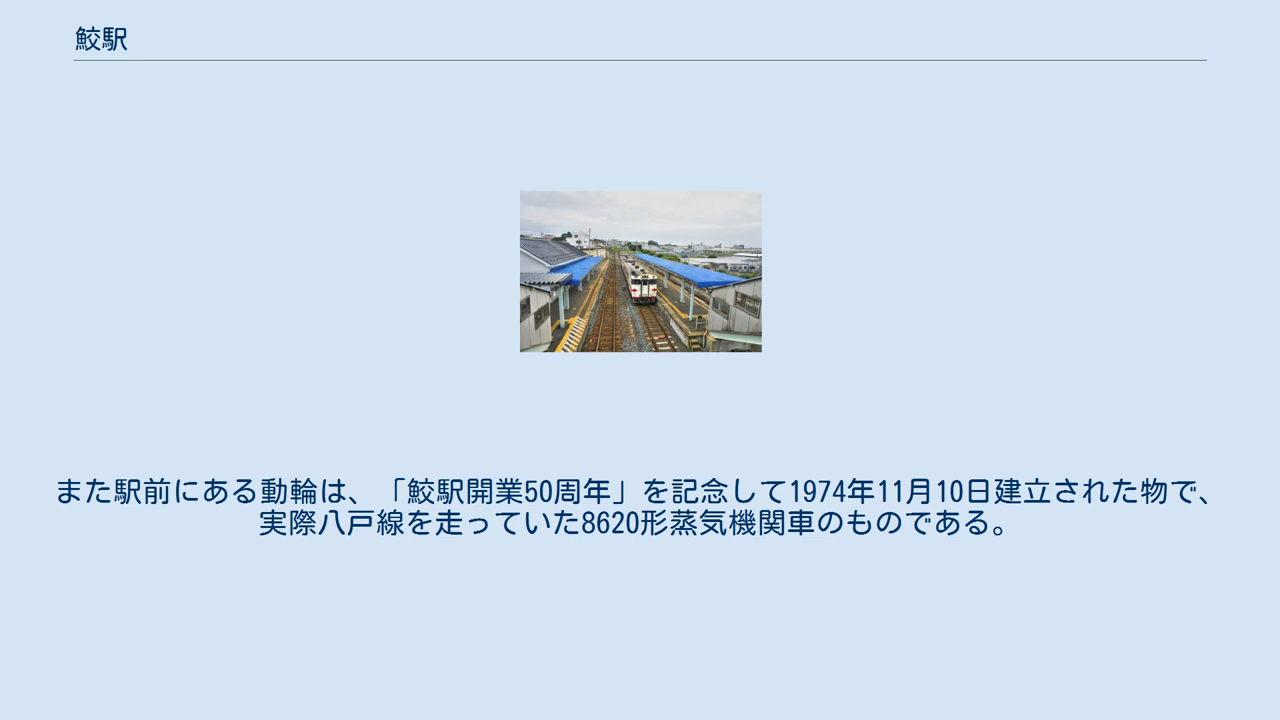 鮫駅
また駅前にある動輪は、「鮫駅開業50周年」を記念して1974年11月10日建立された物で、
実際八戸線を走っていた8620形蒸気機関車のものである。